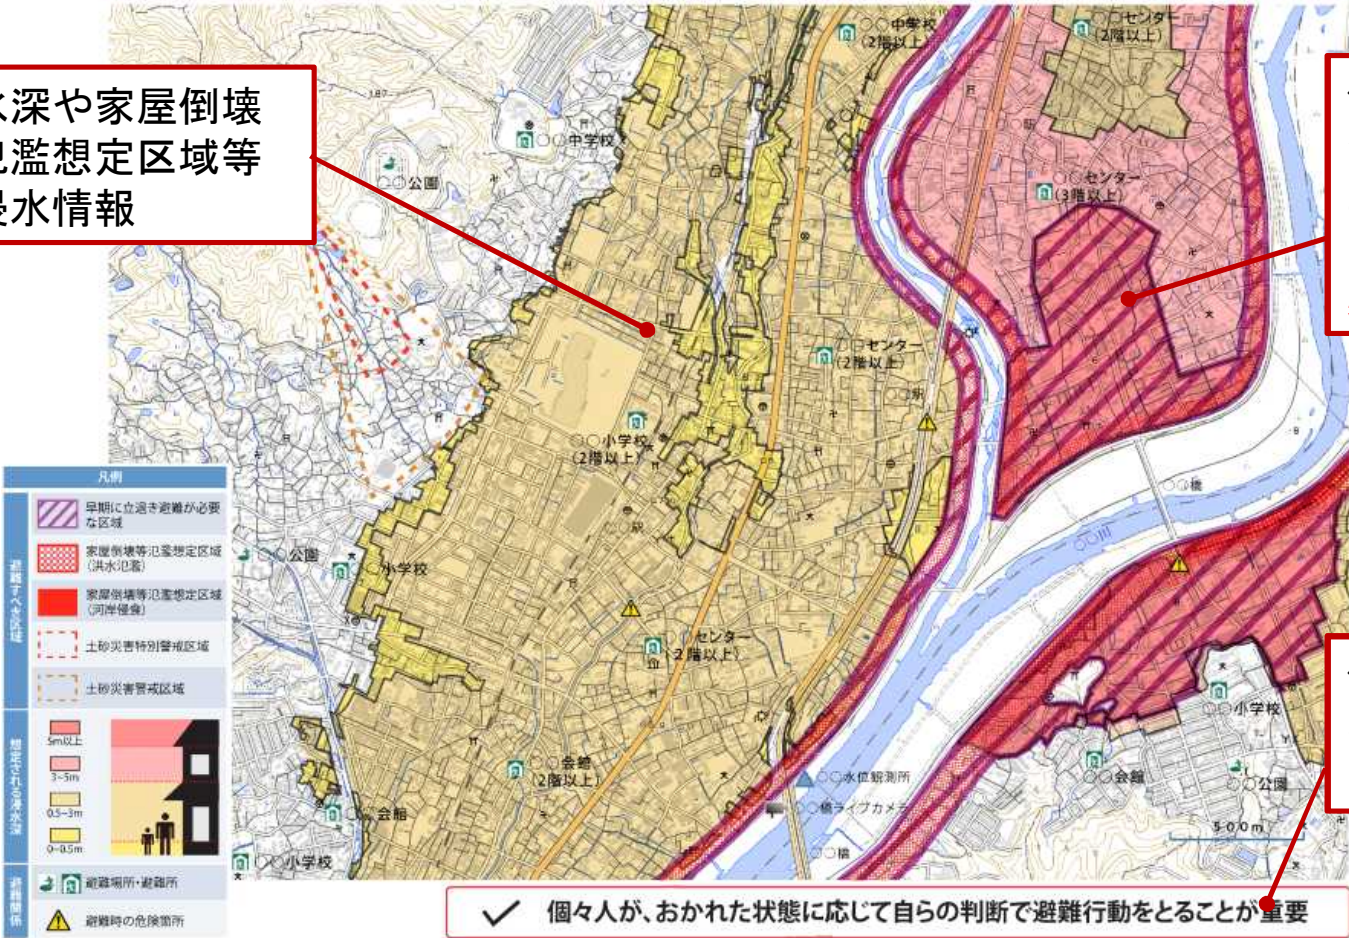 水深や家屋倒壊
氾濫想定区域等
浸水情報
○○中学校
(2階以上)
○○センター
(2階以上)
○○中学校
○○公園
187
○○センター
(3階以上)
○○センター
(2階以上)
○○小学校
(2階以上)
○○駅
○○橋
○○川
○○公園
小学校
センター
2階以上)
○○会館
(2階以上)
会館
○○小学校
○○水位観測所
○○橋ライブカメラ
○○橋
○○小学校
○○会館
○○公園
500m
凡例
避難すべき区域
早期に立退き避難が必要
な区域
家屋倒壊等氾濫想定区域
(洪水氾濫)
家屋倒壊等氾濫想定区域
(河岸侵食)
土砂災害特別警戒区域
土砂災害警戒区域
想定される浸水深
5m以上
3~5m
0.5~3m
0~0.5m
避難関係
避難場所・避難所
避難時の危険箇所
✓ 個々人が、おかれた状態に応じて自らの判断で避難行動をとることが重要